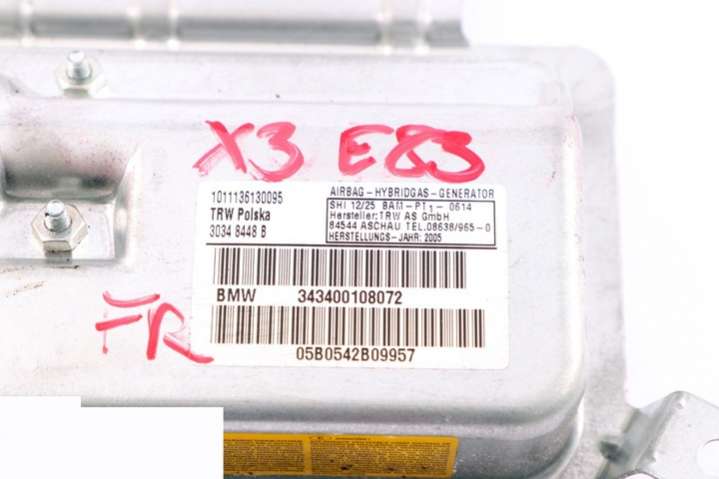 X3 E83
1011136130095
TRW Polska
3034 8448 B
AIRBAG - HYBRIDGAS - GENERATOR
SHI 12/25 BAM - PT1 - 0614
Hersteller: TRW AS GmbH
84544 ASCHAU TEL.08638/965-0
HERSTELLUNGS - JAHR: 2005
BMW 343400108072
FR
05B0542B09957